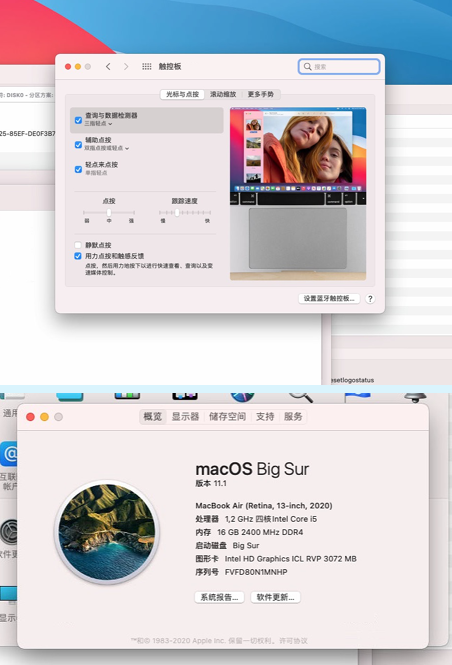 触控板
搜索
符: DISK0 - 分区方案:
光标与点按 滚动缩放 更多手势
25-85EF-DE0F3B7
查询与数据检测器
三指轻点
辅助点按
双指点按或轻点
轻点来点按
单指轻点
点按
跟踪速度
弱 中 强
慢 快
静默点按
用力点按和触感反馈
点按，然后用力地按下以进行快速查看、查询以及变
速媒体控制。
设置蓝牙触控板... ?
esetlogostatus
概览 显示器 储存空间 支持 服务
通用
互联
帐户
软件更
显示
macOS Big Sur
版本 11.1
MacBook Air (Retina, 13-inch, 2020)
处理器 1,2 GHz 四核Intel Core i5
内存 16 GB 2400 MHz DDR4
启动磁盘 Big Sur
图形卡 Intel HD Graphics ICL RVP 3072 MB
序列号 FVFD80N1MNHP
系统报告... 软件更新...
™和© 1983-2020 Apple Inc. 保留一切权利。许可协议